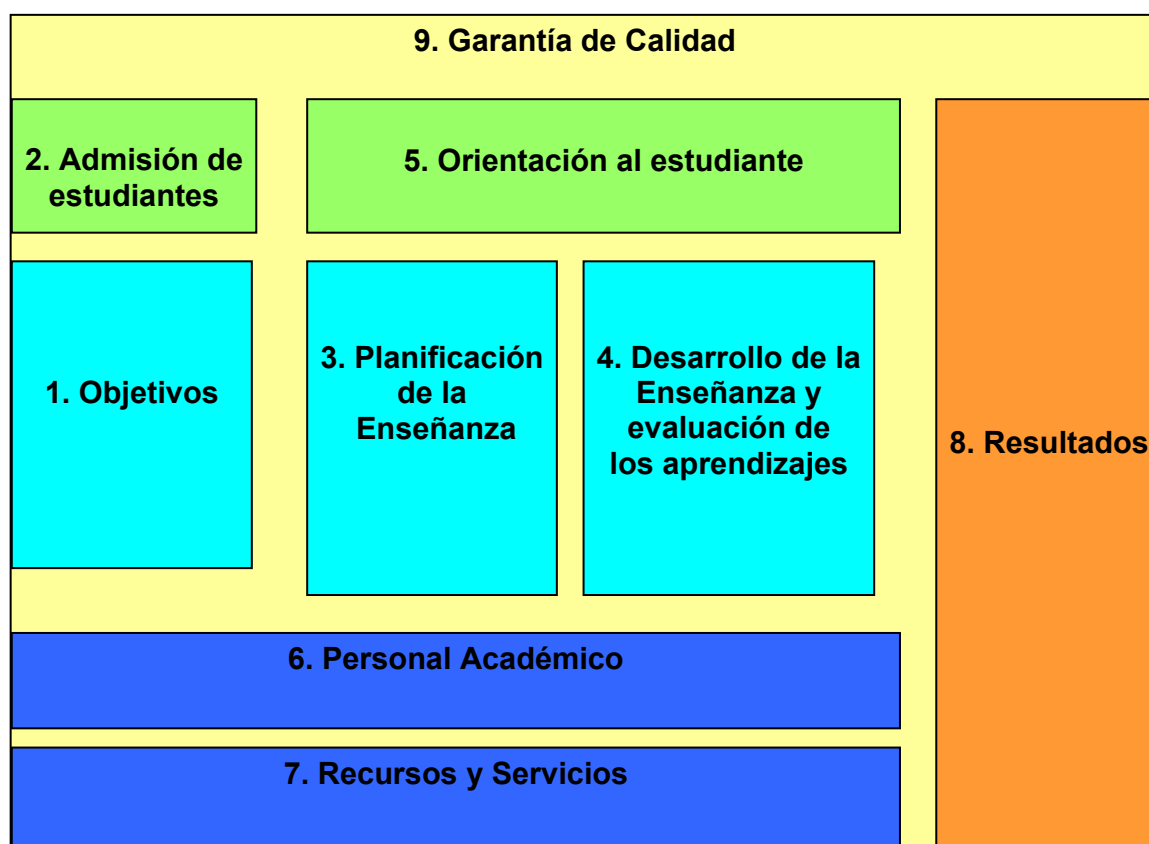 9. Garantía de Calidad
2. Admisión de
estudiantes
5. Orientación al estudiante
1. Objetivos
3. Planificación
de la
Enseñanza
4. Desarrollo de la
Enseñanza y
evaluación de
los aprendizajes
8. Resultados
6. Personal Académico
7. Recursos y Servicios